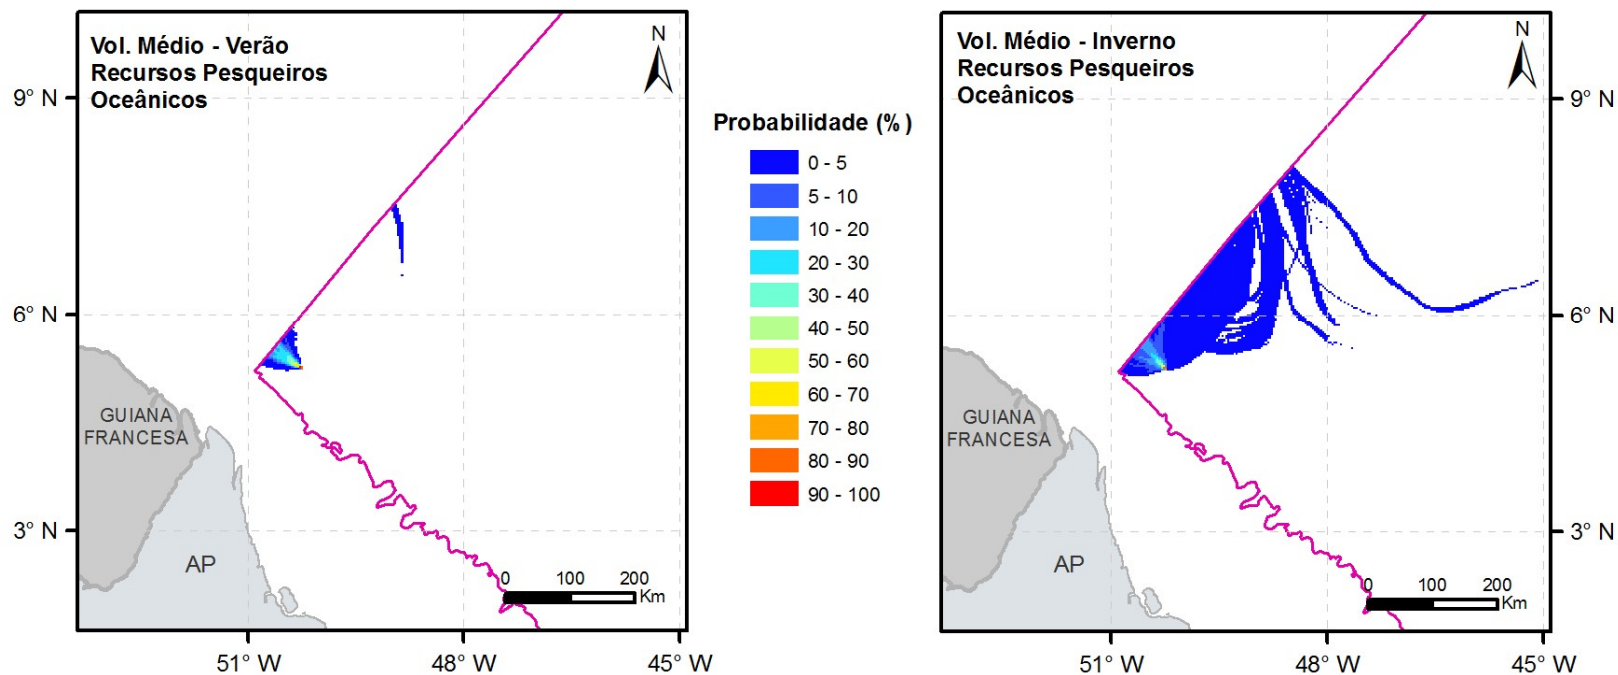 Vol. Médio - Verão
Recursos Pesqueiros
Oceânicos
N
9° N
6° N
3° N
GUIANA
FRANCESA
AP
0 100 200
Km
51° W
48° W
45° W
Probabilidade (%)
0 - 5
5 - 10
10 - 20
20 - 30
30 - 40
40 - 50
50 - 60
60 - 70
70 - 80
80 - 90
90 - 100
Vol. Médio - Inverno
Recursos Pesqueiros
Oceânicos
N
9° N
6° N
3° N
GUIANA
FRANCESA
AP
0 100 200
Km
51° W
48° W
45° W